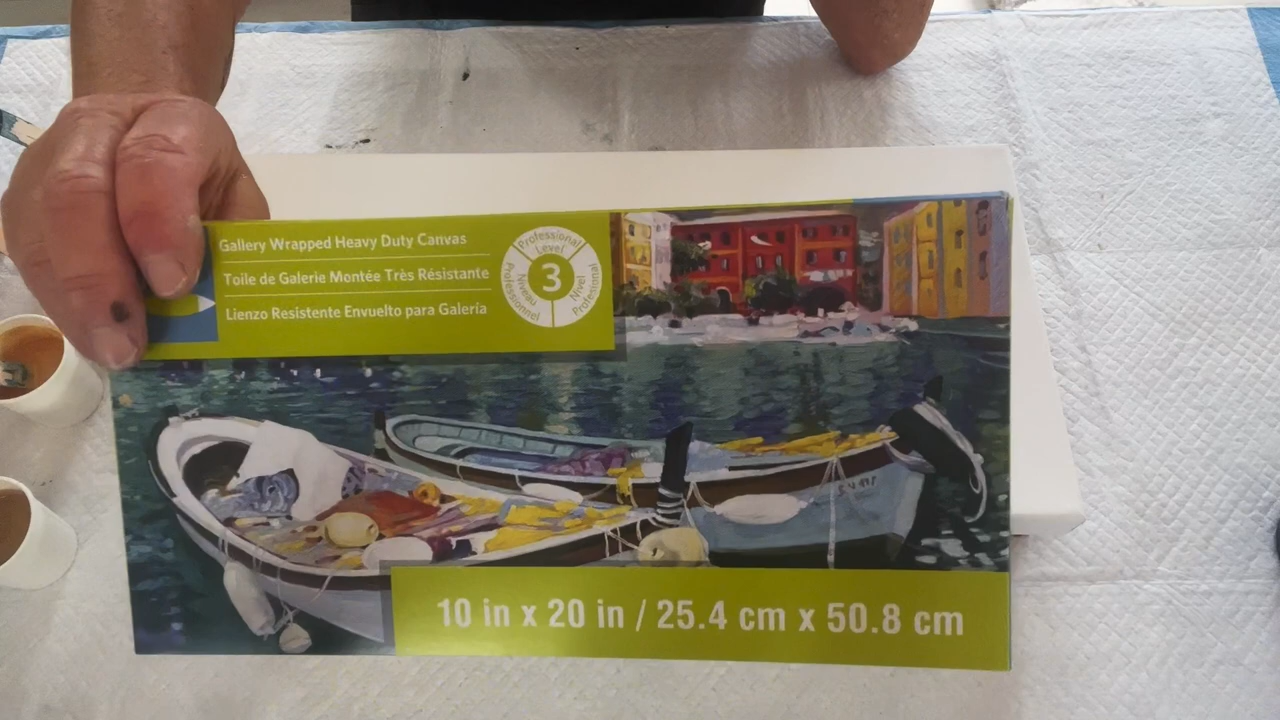 Gallery Wrapped Heavy Duty Canvas
Toile de Galerie Montée Très Résistante
Lienzo Resistente Envuelto para Galería
Professional Level
3
Niveau Professionnel
Nivel Profesional
10 in x 20 in / 25.4 cm x 50.8 cm